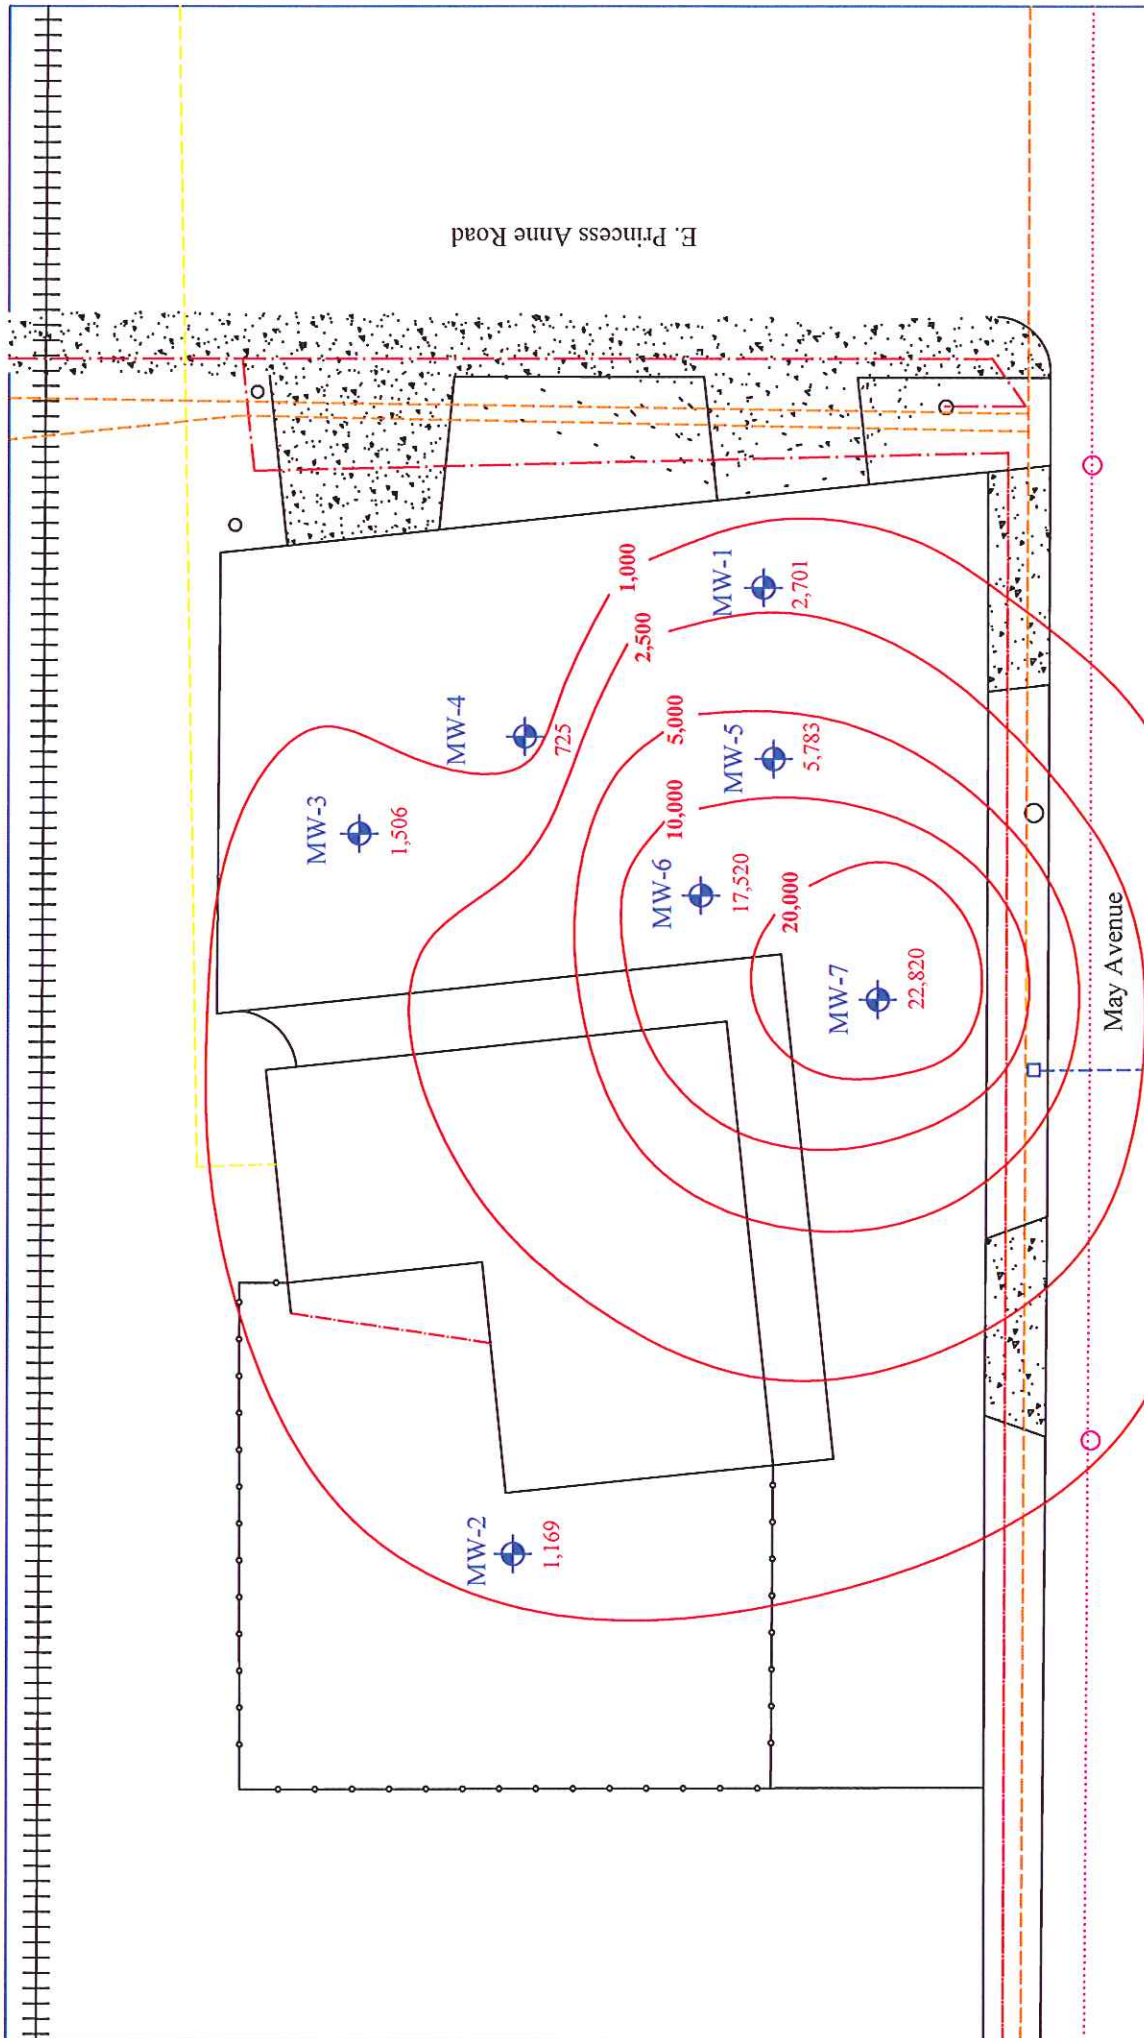 E. Princess Anne Road
1,000
MW-1
2,701
2,500
MW-4
725
5,000
MW-5
5,783
MW-3
1,506
10,000
MW-6
17,520
20,000
MW-7
22,820
May Avenue
MW-2
1,169